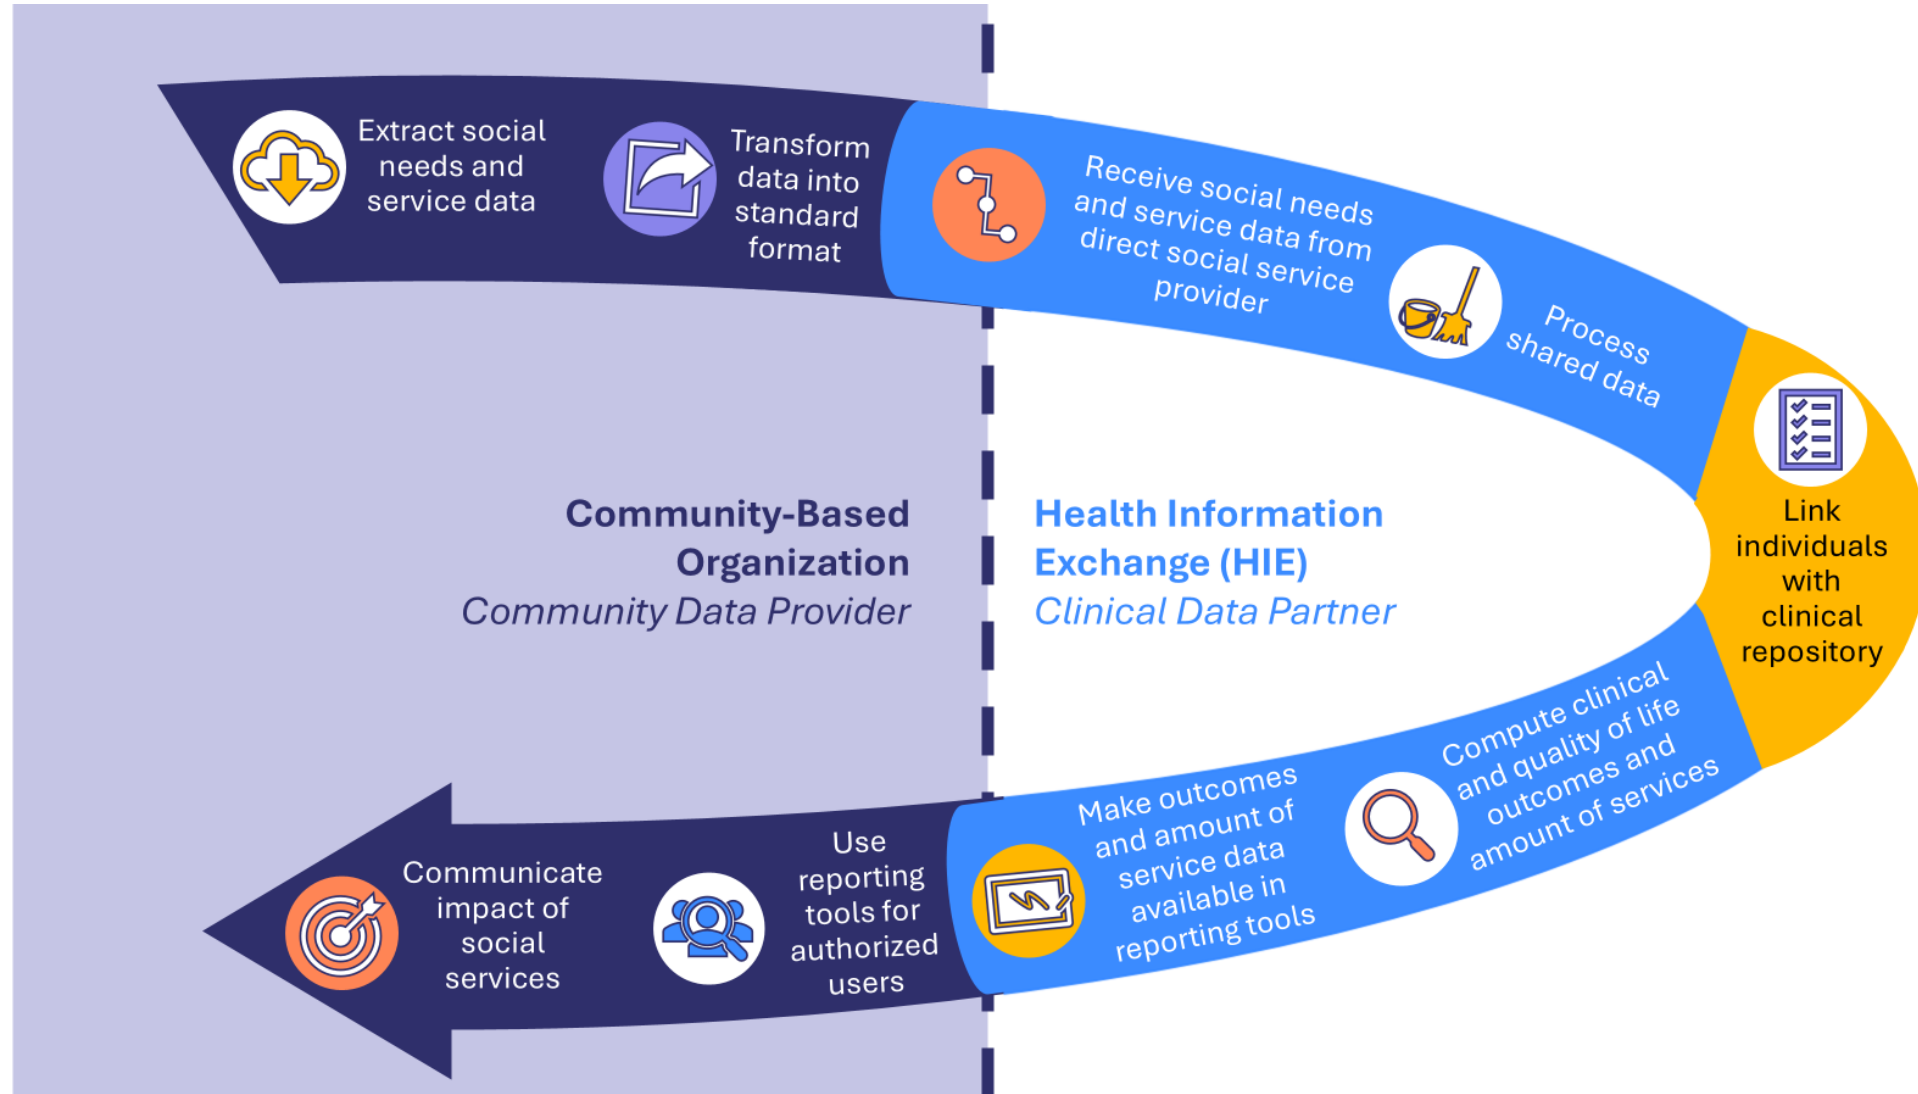 Extract social
needs and
service data
Transform
data into
standard
format
Receive social needs
and service data from
direct social service
provider
Process
shared data
Link
individuals
with
clinical
repository
Community-Based
Organization
Community Data Provider
Health Information
Exchange (HIE)
Clinical Data Partner
Compute clinical
and quality of life
outcomes and
amount of services
Make outcomes
and amount of
service data
available in
reporting tools
Use
reporting
tools for
authorized
users
Communicate
impact of
social
services